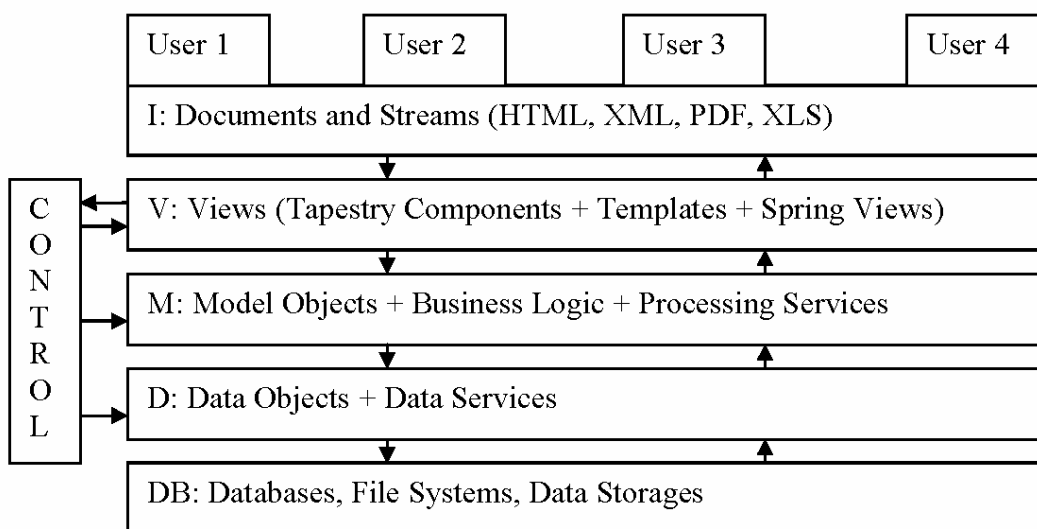 User 1
User 2
User 3
User 4
I: Documents and Streams (HTML, XML, PDF, XLS)
C
O
N
T
R
O
L
V: Views (Tapestry Components + Templates + Spring Views)
M: Model Objects + Business Logic + Processing Services
D: Data Objects + Data Services
DB: Databases, File Systems, Data Storages